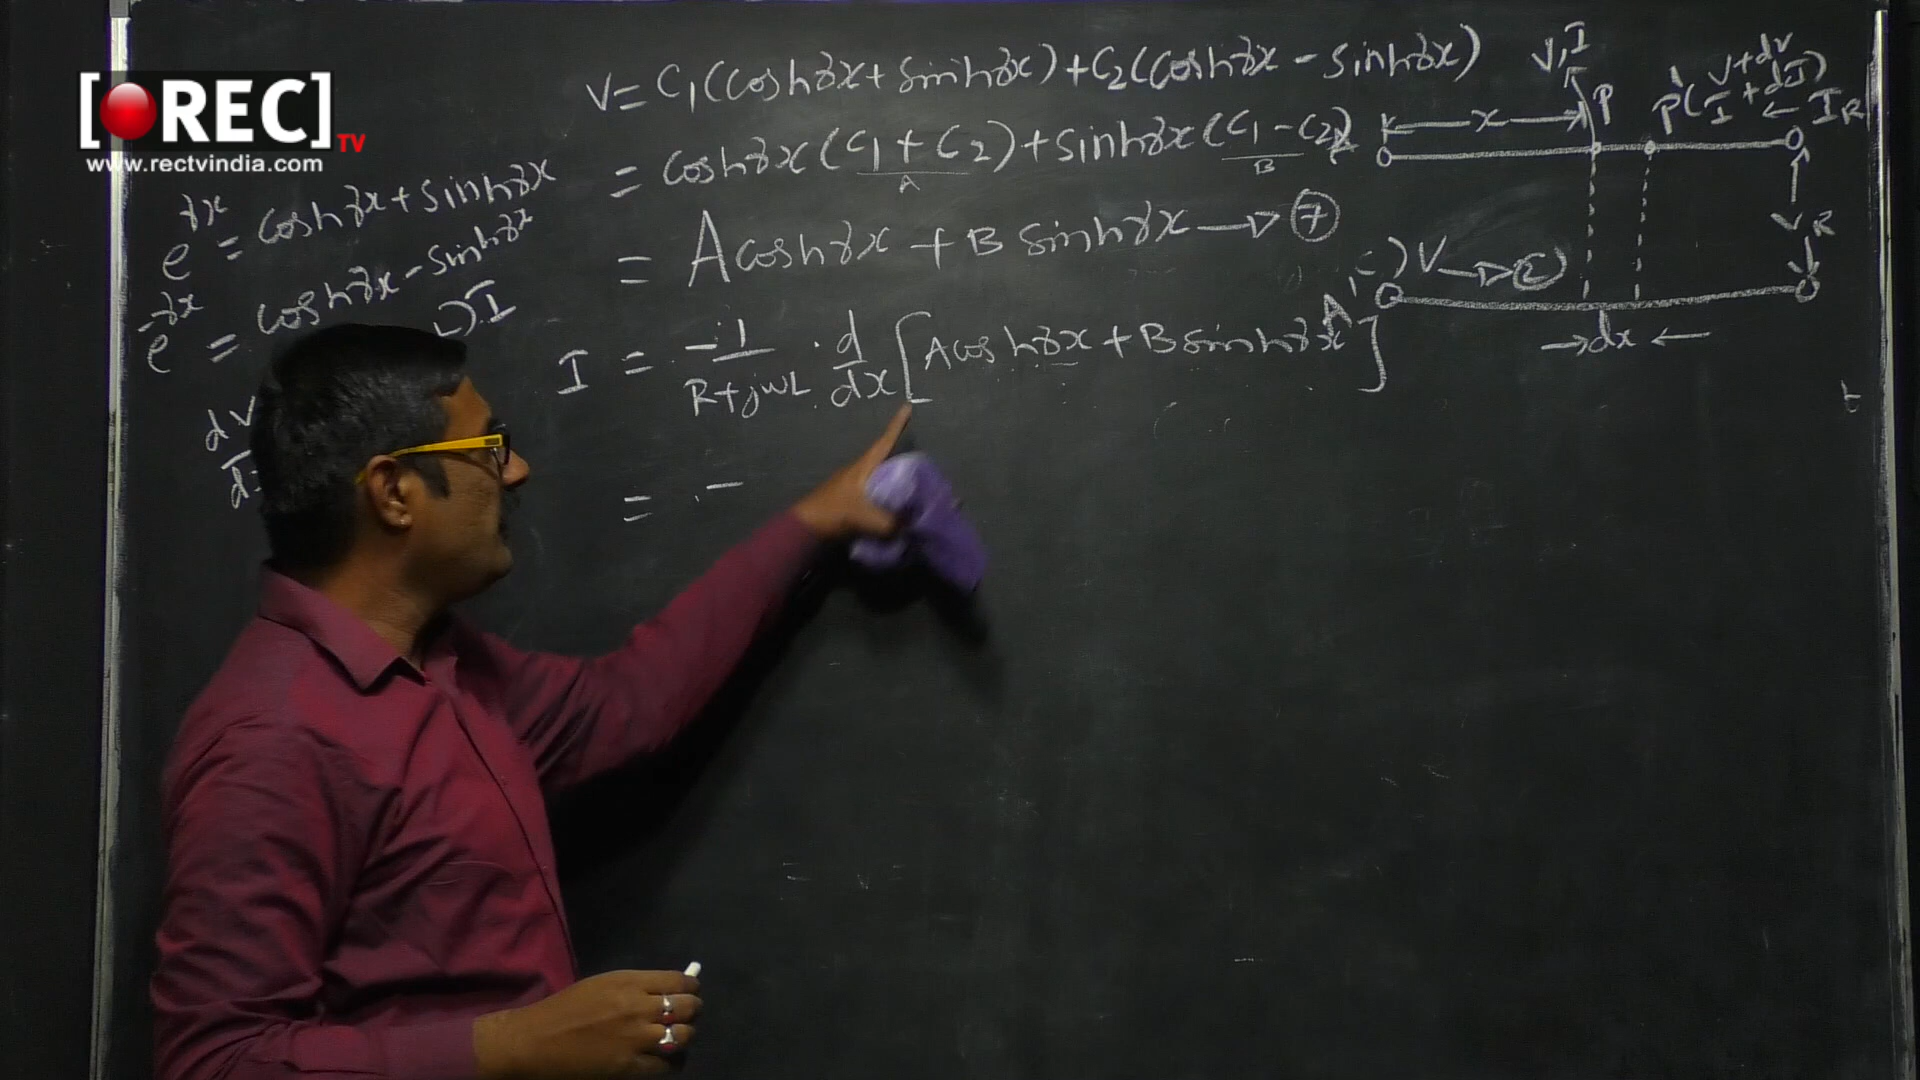 [REC]
TV
www.rectvindia.com
V = C1(coshγx + sinhγx) + C2(coshγx - sinhγx)
= coshγx (C1 + C2) + sinhγx (C1 - C2)
A
B
= A coshγx + B sinhγx → ⑦
I = -1/(R+jωL) · d/dx [A coshγx + B sinhγx]
= -
e^γx = coshγx + sinhγx
e^-γx = coshγx - sinhγx
I
dV
V, I
x
P
P' (V+dV
I+dI)
IR
VR
V →
A'
dx